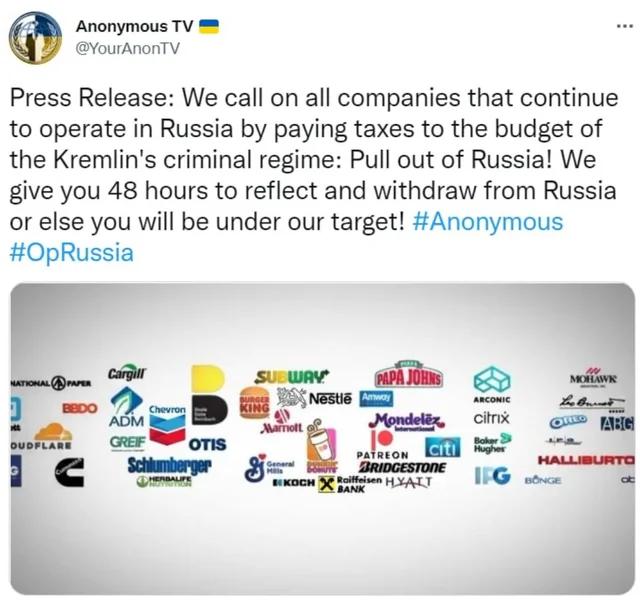 Anonymous TV
@YourAnonTV
Press Release: We call on all companies that continue
to operate in Russia by paying taxes to the budget of
the Kremlin's criminal regime: Pull out of Russia! We
give you 48 hours to reflect and withdraw from Russia
or else you will be under our target! #Anonymous
#OpRussia
NATIONAL PAPER
Cargill
SUBWAY
PAPA JOHNS
ARCONIC
MOHAWK
BBDO
ADM
Chevron
BURGER
KING
Nestlé
Amway
Leo Burnett
OUDFLARE
GREIF
OTIS
Marriott
Mondelēz
International
citrix
OREO
ABG
PATREON
citi
Baker
Hughes
Schlumberger
HERBALIFE
NUTRITION
General
Mills
DUNKIN'
DONUTS
BRIDGESTONE
HALLIBURTO
KOCH
Raiffeisen
BANK
HYATT
IPG
BUNGE